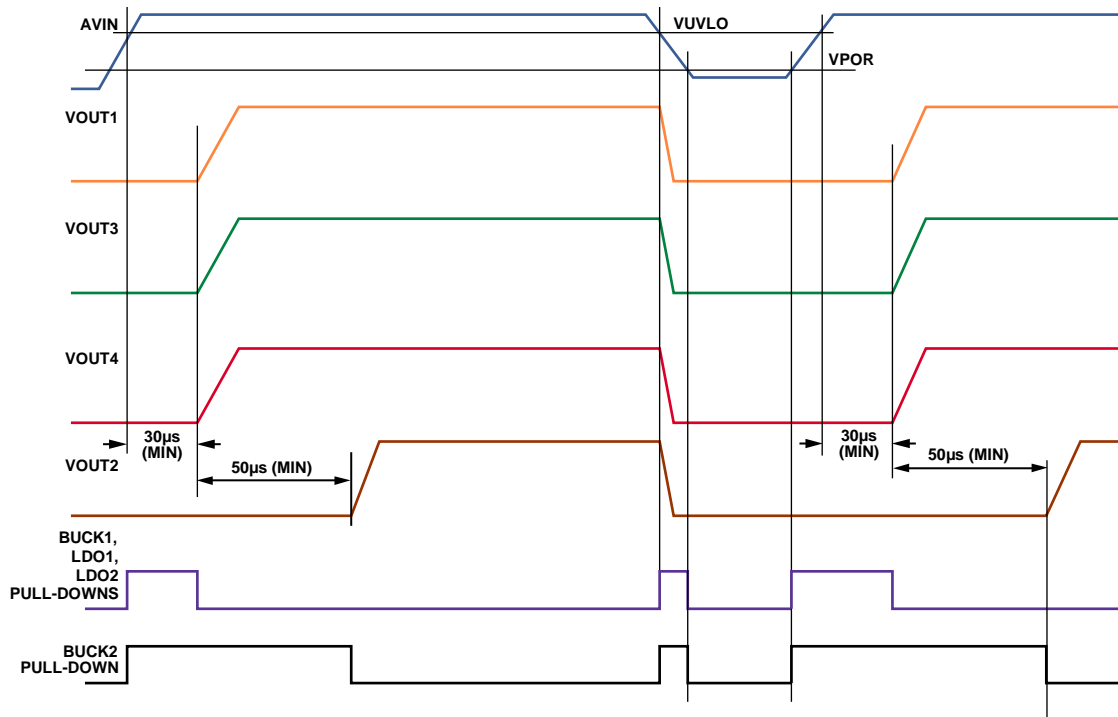 AVIN
VUVLO
VPOR
VOUT1
VOUT3
VOUT4
30µs
(MIN)
30µs
(MIN)
VOUT2
50µs (MIN)
50µs (MIN)
BUCK1,
LDO1,
LDO2
PULL-DOWNS
BUCK2
PULL-DOWN